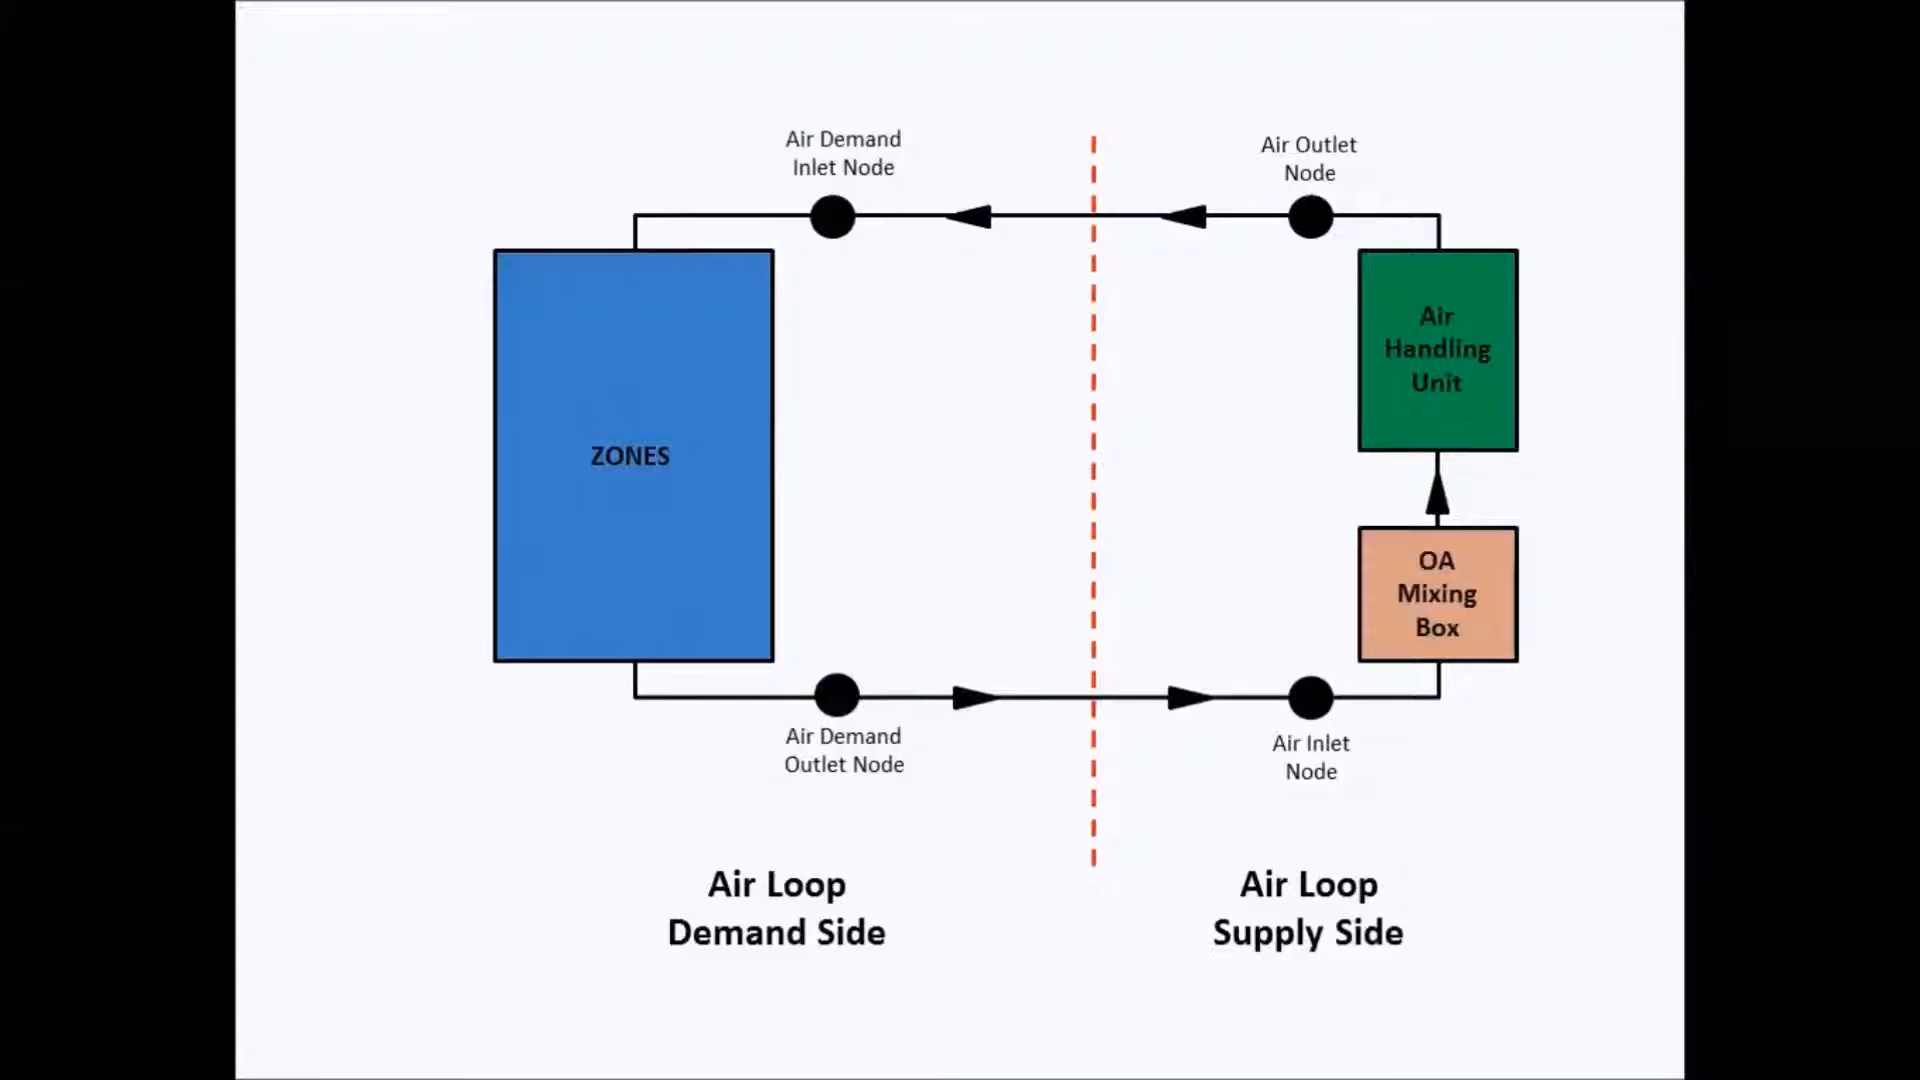 Air Demand
Inlet Node
Air Outlet
Node
Air
Handling
Unit
ZONES
OA
Mixing
Box
Air Demand
Outlet Node
Air Inlet
Node
Air Loop
Demand Side
Air Loop
Supply Side